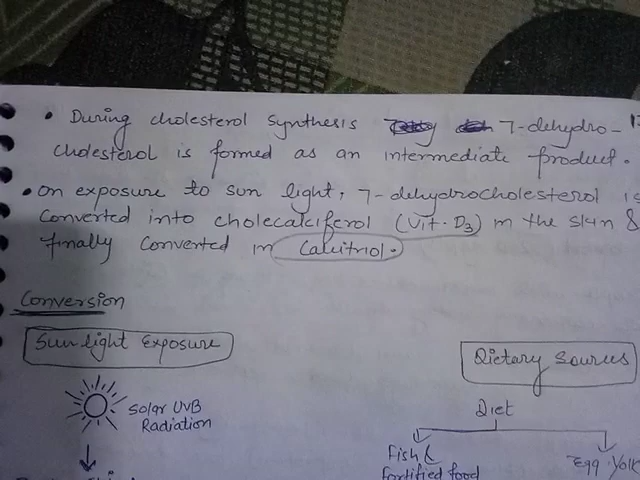 • During cholesterol synthesis 7-dehydro-
cholesterol is formed as an intermediate product.
• on exposure to sun light, 7-dehydrocholesterol is
converted into cholecalciferol (Vit. D3) in the skin &
finally converted in Calcitriol.
Conversion
Sun light Exposure
Dietary Sources
Solar UVB
Radiation
Diet
Fish &
fortified food
Egg Yolk